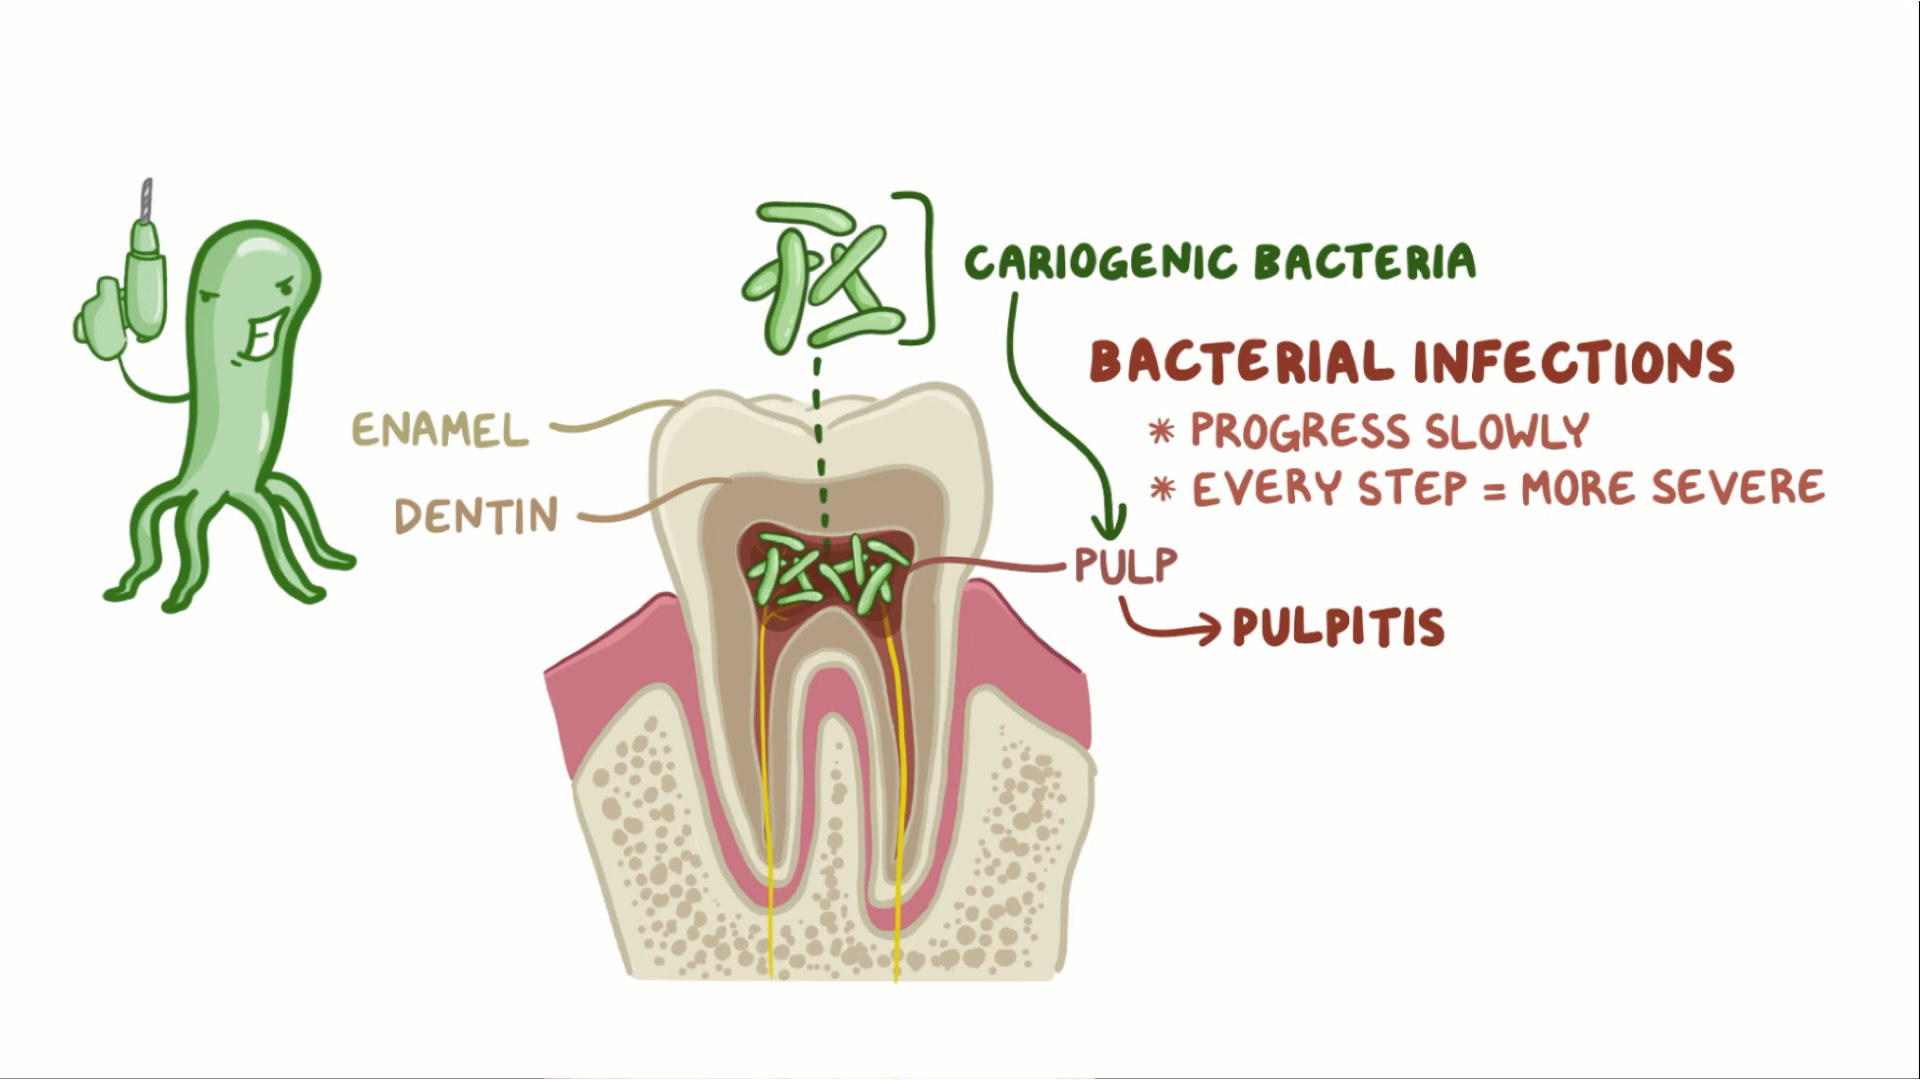 CARIOGENIC BACTERIA
BACTERIAL INFECTIONS
* PROGRESS SLOWLY
* EVERY STEP = MORE SEVERE
ENAMEL
DENTIN
PULP
PULPITIS